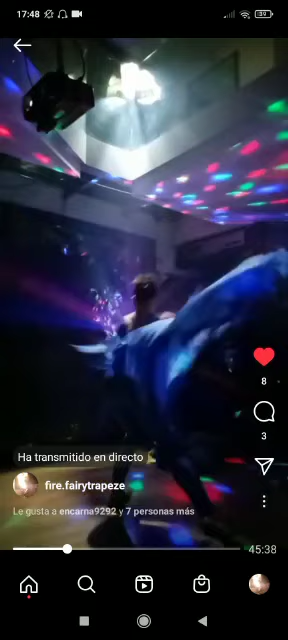 17:48
39
8
3
Ha transmitido en directo
fire.fairytrapeze
Le gusta a encarna9292 y 7 personas más
45:38